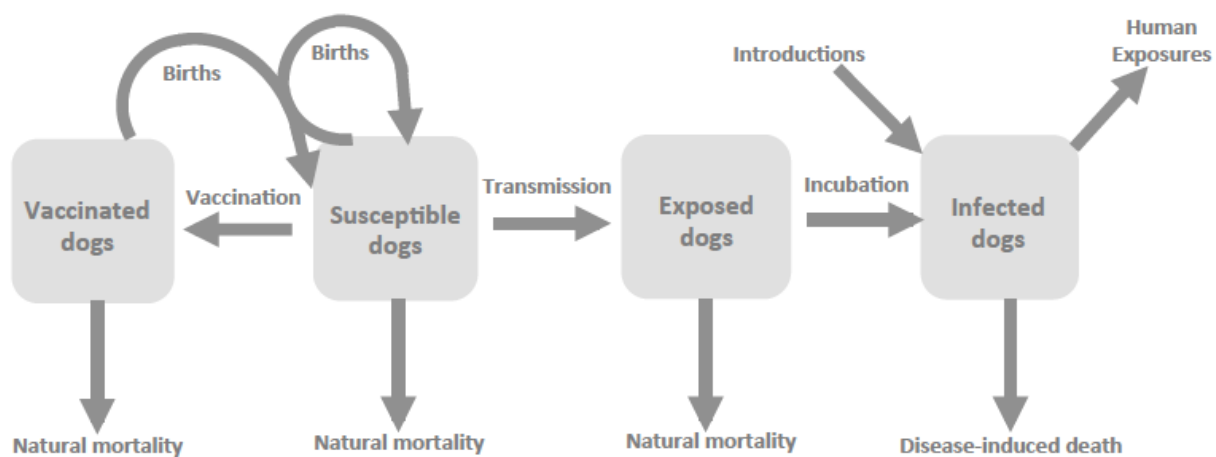 Births
Births
Introductions
Human
Exposures
Vaccinated
dogs
Vaccination
Susceptible
dogs
Transmission
Exposed
dogs
Incubation
Infected
dogs
Natural mortality
Natural mortality
Natural mortality
Disease-induced death